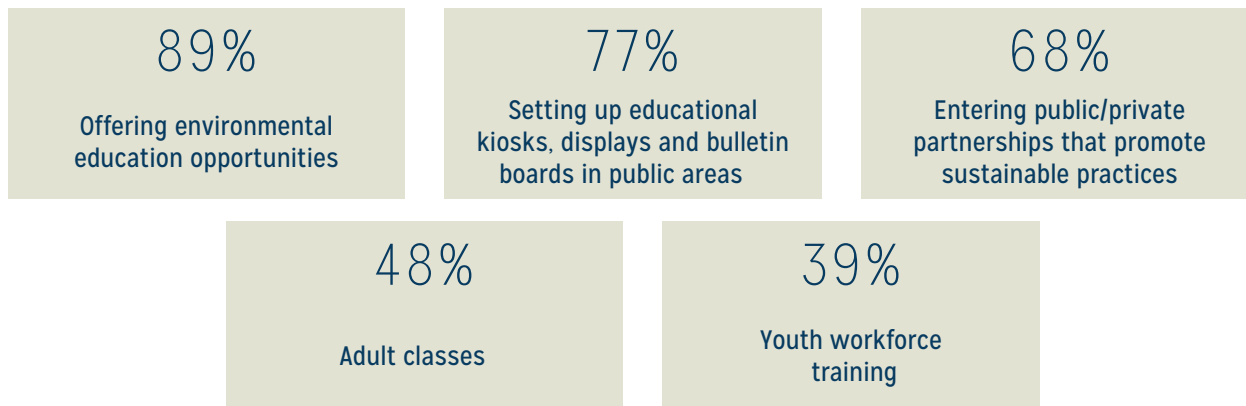 89%
Offering environmental
education opportunities
77%
Setting up educational
kiosks, displays and bulletin
boards in public areas
68%
Entering public/private
partnerships that promote
sustainable practices
48%
Adult classes
39%
Youth workforce
training